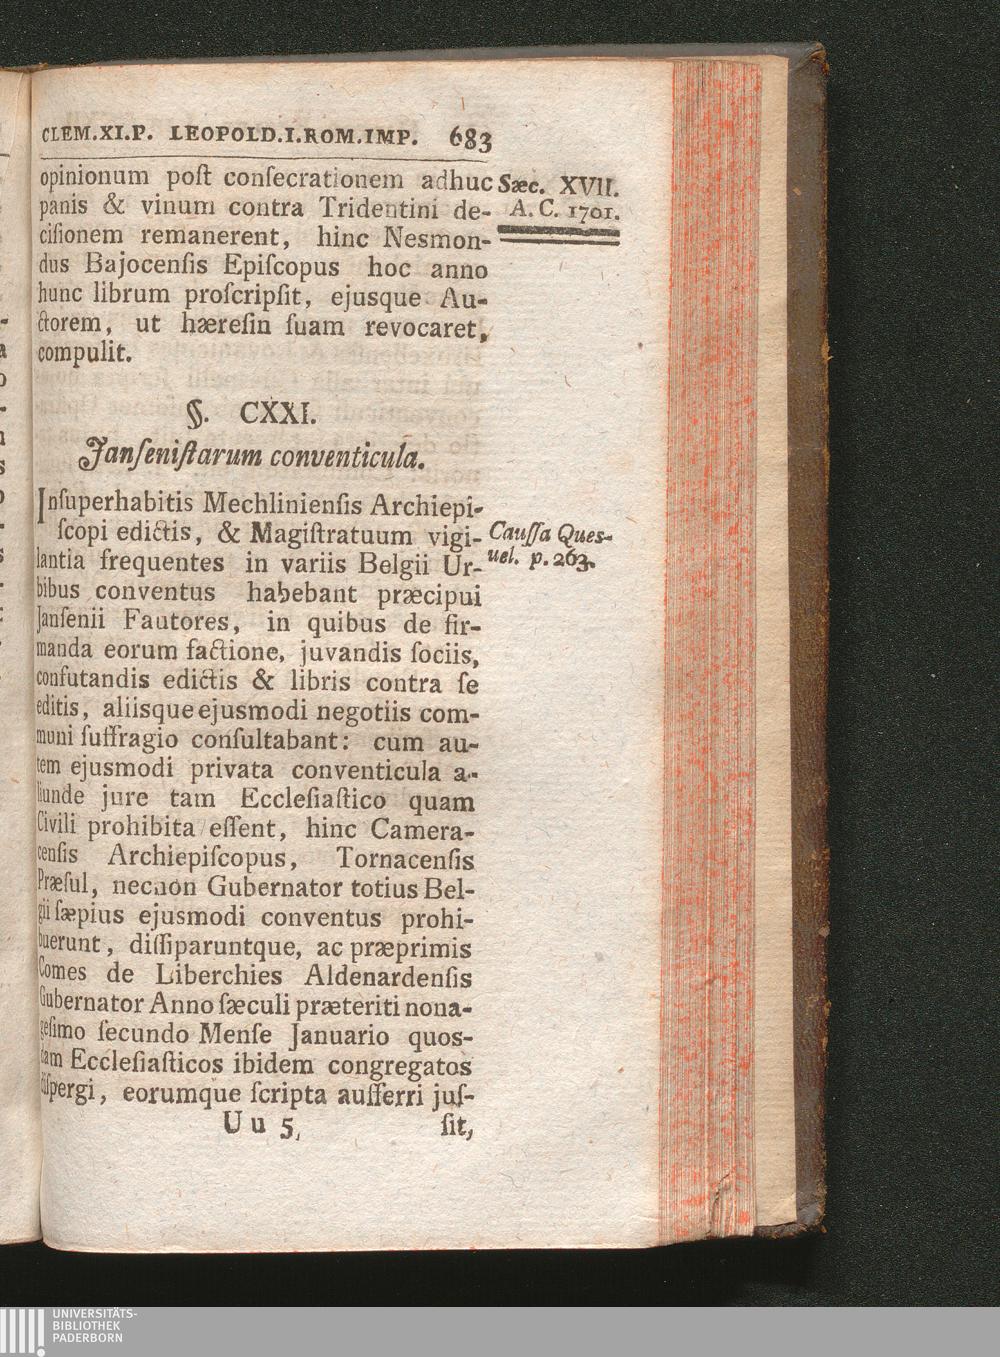 CLEM.XI.P. LEOPOLD.I.ROM.IMP. 683
opinionum poſt conſecrationem adhuc
panis & vinum contra Tridentini de-
ciſionem remanerent, hinc Nesmon-
dus Bajocenſis Epiſcopus hoc anno
hunc librum proſcripſit, ejusque Au-
ctorem, ut hæreſin ſuam revocaret,
compulit.
Sæc. XVII.
A. C. 1701.
§. CXXI.
Janſeniſtarum conventicula.
Inſuperhabitis Mechlinienſis Archiepi-
ſcopi edictis, & Magiſtratuum vigi-
lantia frequentes in variis Belgii Ur-
bibus conventus habebant præcipui
Janſenii Fautores, in quibus de fir-
manda eorum factione, juvandis ſociis,
confutandis edictis & libris contra ſe
editis, aliisque ejusmodi negotiis com-
muni ſuffragio conſultabant: cum au-
tem ejusmodi privata conventicula a-
liunde jure tam Eccleſiaſtico quam
Civili prohibita eſſent, hinc Camera-
cenſis Archiepiſcopus, Tornacenſis
Præſul, necnon Gubernator totius Bel-
gii ſæpius ejusmodi conventus prohi-
buerunt, diſſiparuntque, ac præprimis
Comes de Liberchies Aldenardenſis
Gubernator Anno ſæculi præteriti nona-
geſimo ſecundo Menſe Januario quos-
dam Eccleſiaſticos ibidem congregatos
diſpergi, eorumque ſcripta auſſerri juſ-
Cauſſa Ques-
nel. p. 263.
U u 5, ſit,
UNIVERSITÄTS-
BIBLIOTHEK
PADERBORN